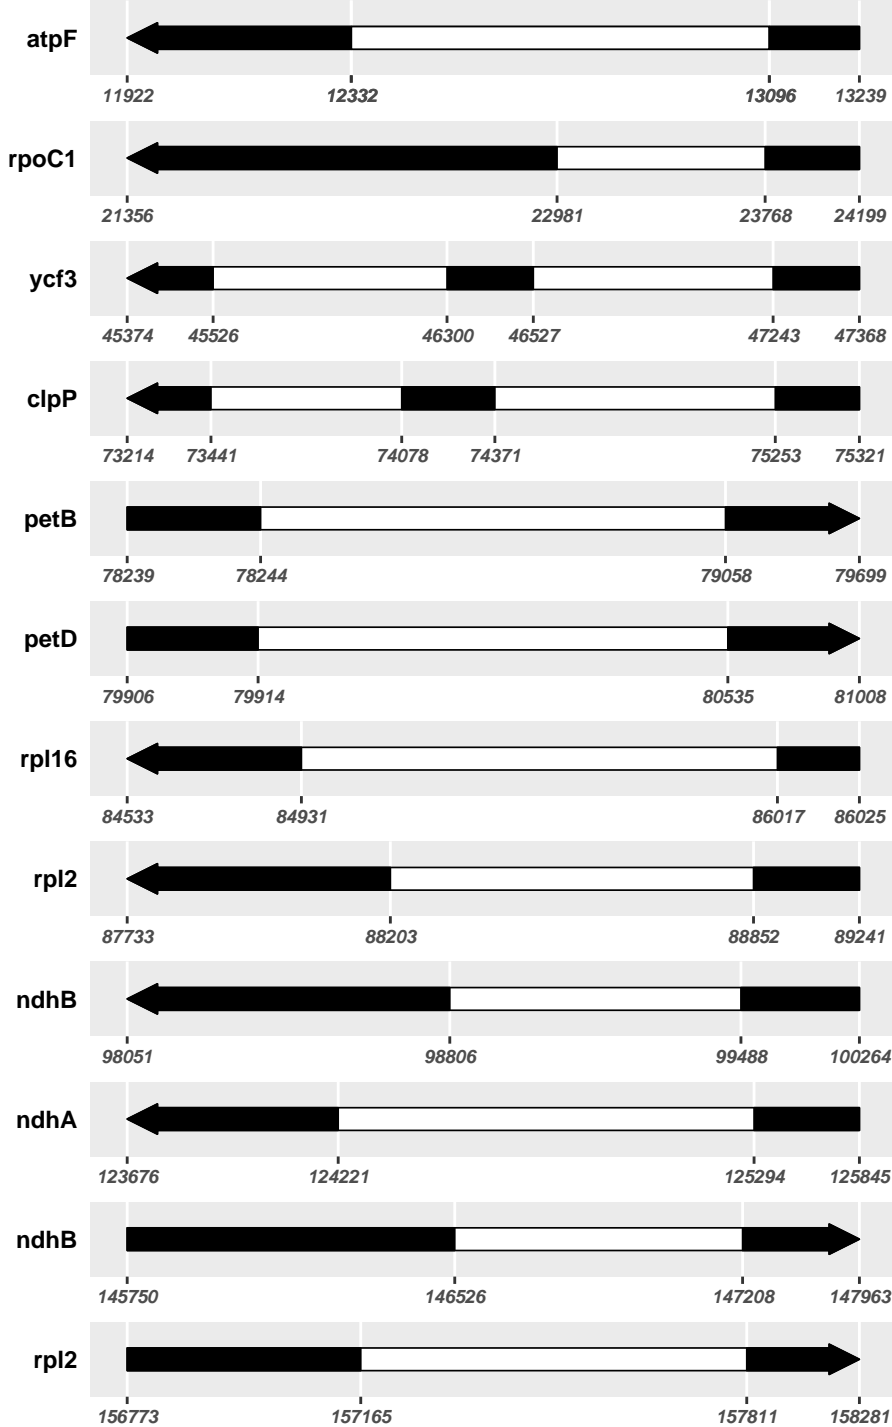 atpF
11922 12332 13096 13239
rpoC1
21356 22981 23768 24199
ycf3
45374 45526 46300 46527 47243 47368
clpP
73214 73441 74078 74371 75253 75321
petB
78239 78244 79058 79699
petD
79906 79914 80535 81008
rpl16
84533 84931 86017 86025
rpl2
87733 88203 88852 89241
ndhB
98051 98806 99488 100264
ndhA
123676 124221 125294 125845
ndhB
145750 146526 147208 147963
rpl2
156773 157165 157811 158281